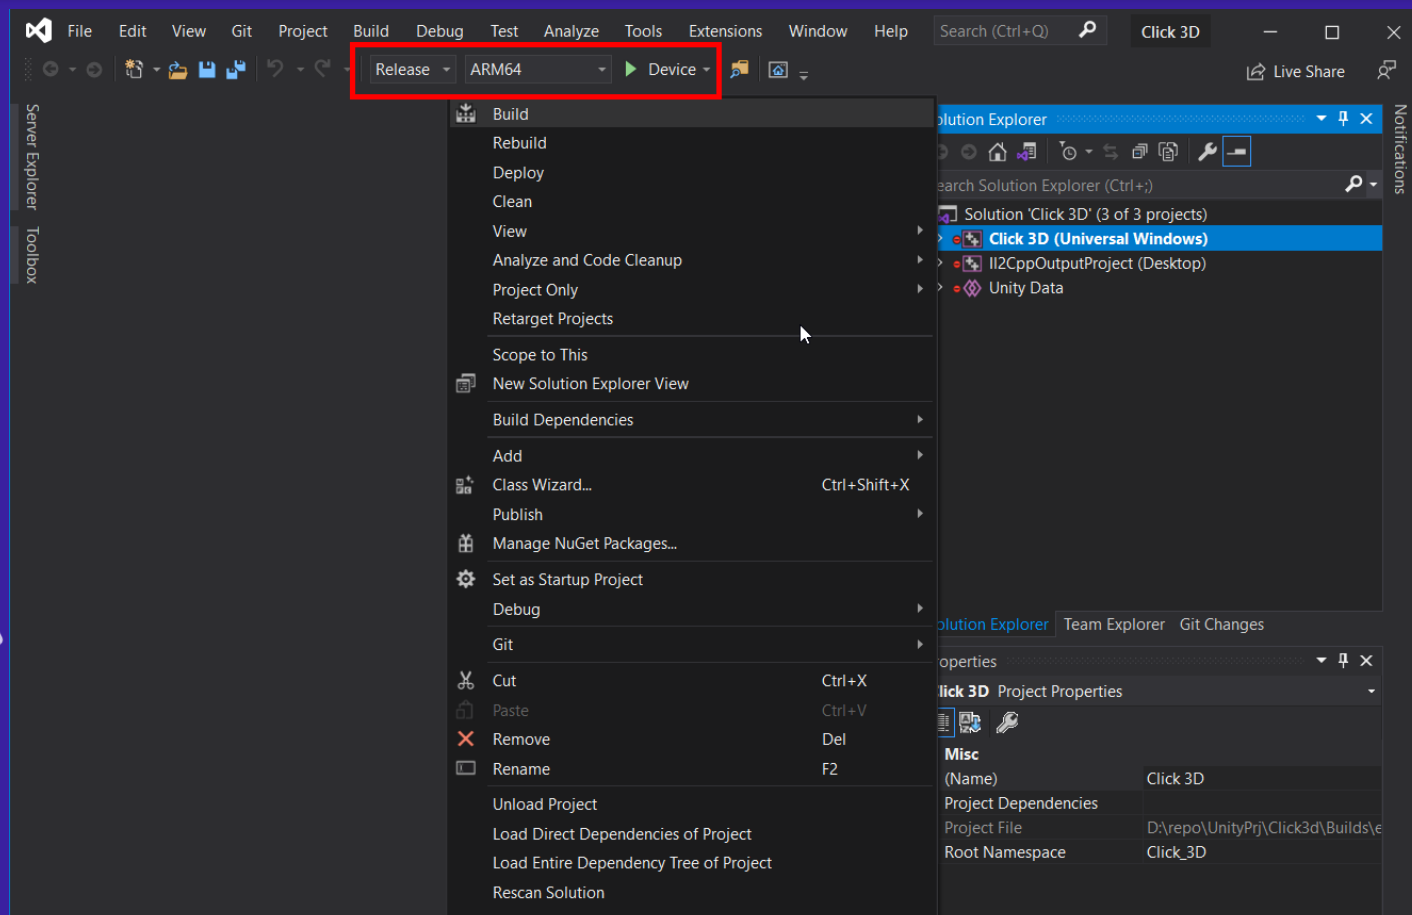 File Edit View Git Project Build Debug Test Analyze Tools Extensions Window Help Search (Ctrl+Q) Click 3D
Release ARM64 Device Live Share
Server Explorer
Toolbox
Build
Rebuild
Deploy
Clean
View
Analyze and Code Cleanup
Project Only
Retarget Projects
Scope to This
New Solution Explorer View
Build Dependencies
Add
Class Wizard... Ctrl+Shift+X
Publish
Manage NuGet Packages...
Set as Startup Project
Debug
Git
Cut Ctrl+X
Paste Ctrl+V
Remove Del
Rename F2
Unload Project
Load Direct Dependencies of Project
Load Entire Dependency Tree of Project
Rescan Solution
olution Explorer
earch Solution Explorer (Ctrl+;)
Solution 'Click 3D' (3 of 3 projects)
Click 3D (Universal Windows)
Il2CppOutputProject (Desktop)
Unity Data
olution Explorer Team Explorer Git Changes
operties
lick 3D Project Properties
Misc
(Name) Click 3D
Project Dependencies
Project File D:\repo\UnityPrj\Click3d\Builds\e
Root Namespace Click_3D
Notifications